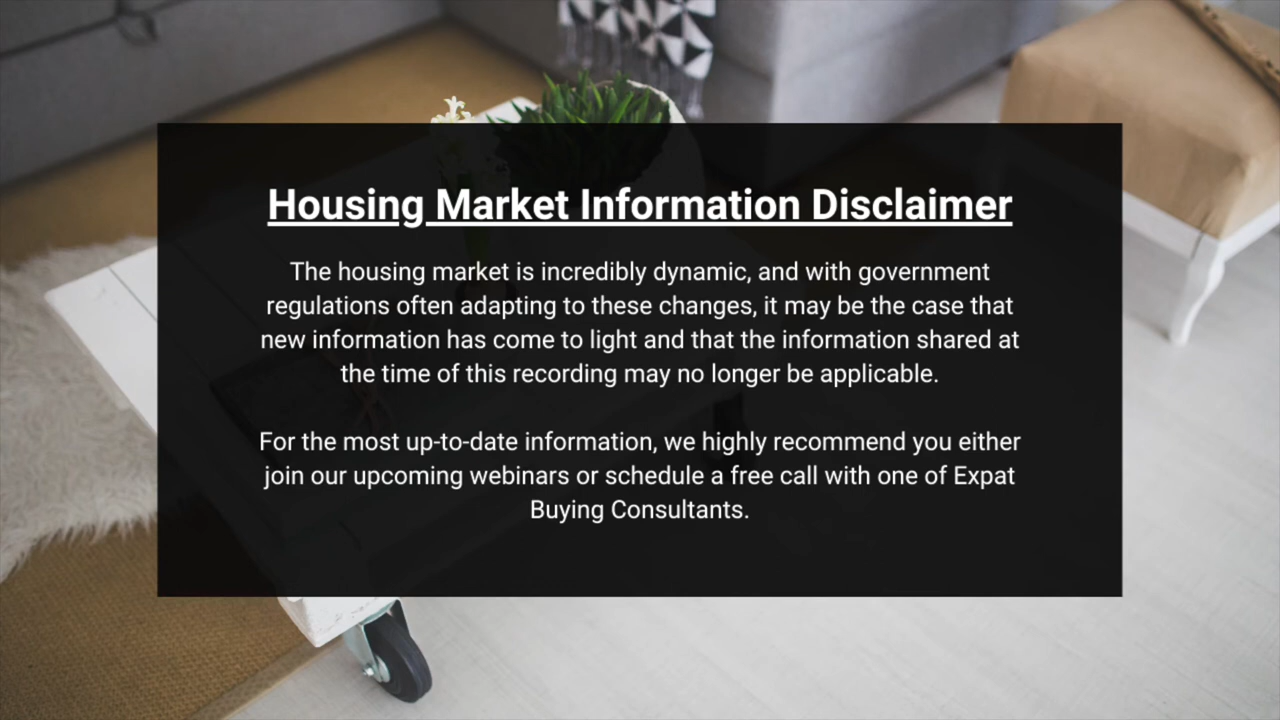 Housing Market Information Disclaimer
The housing market is incredibly dynamic, and with government
regulations often adapting to these changes, it may be the case that
new information has come to light and that the information shared at
the time of this recording may no longer be applicable.
For the most up-to-date information, we highly recommend you either
join our upcoming webinars or schedule a free call with one of Expat
Buying Consultants.